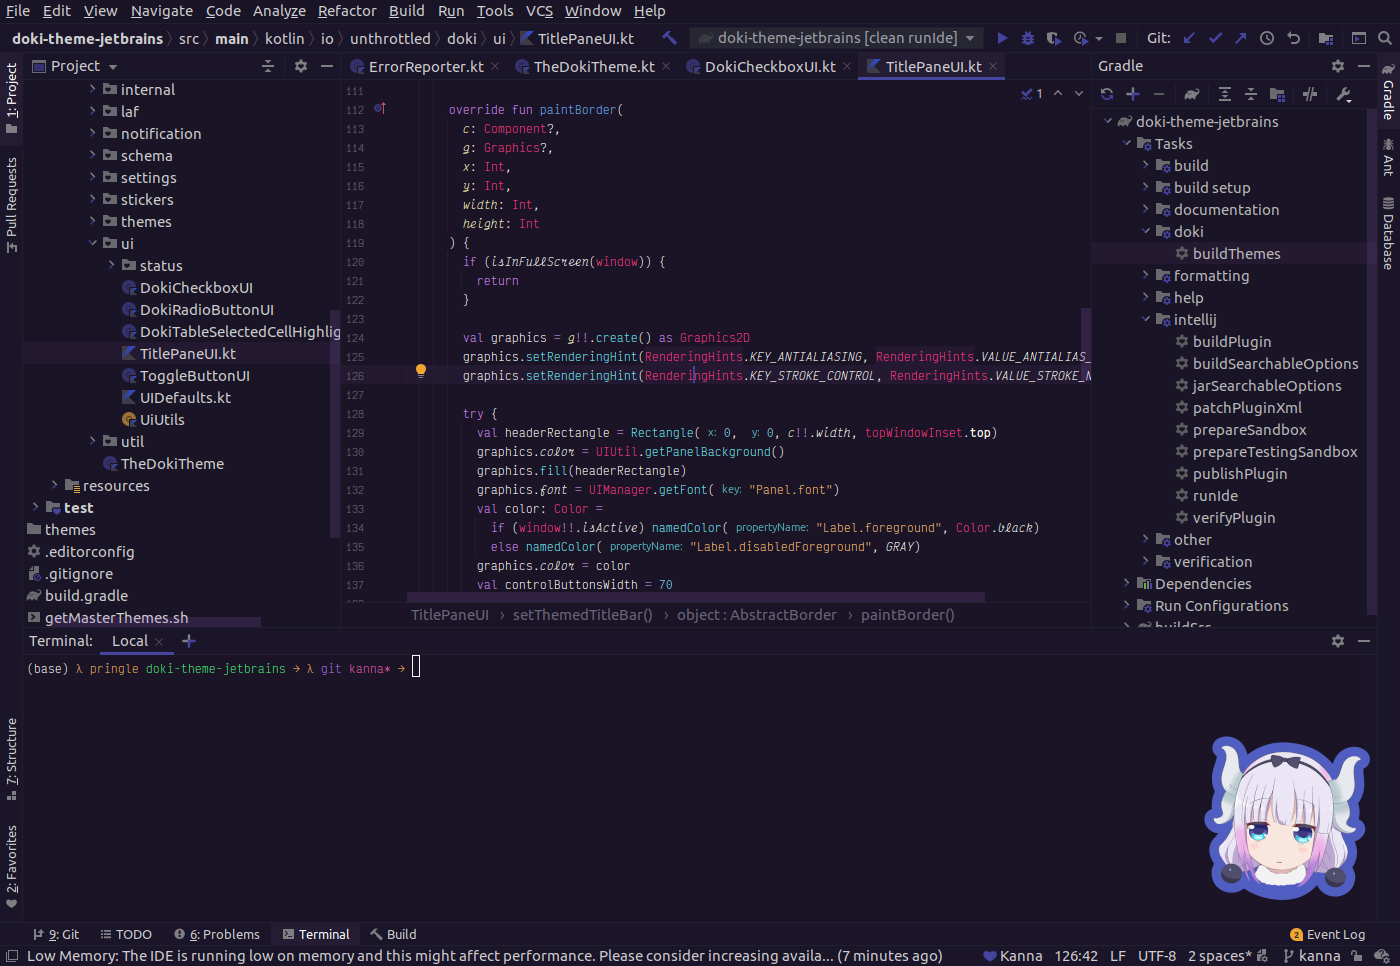 File Edit View Navigate Code Analyze Refactor Build Run Tools VCS Window Help
doki-theme-jetbrains src main kotlin io unthrottled doki ui TitlePaneUI.kt doki-theme-jetbrains [clean runIde] Git:
1: Project
Pull Requests
7: Structure
2: Favorites
Project
internal
laf
notification
schema
settings
stickers
themes
ui
status
DokiCheckboxUI
DokiRadioButtonUI
DokiTableSelectedCellHighlig
TitlePaneUI.kt
ToggleButtonUI
UIDefaults.kt
UiUtils
util
TheDokiTheme
resources
test
themes
.editorconfig
.gitignore
build.gradle
getMasterThemes.sh
ErrorReporter.kt TheDokiTheme.kt DokiCheckboxUI.kt TitlePaneUI.kt
1
111
112 override fun paintBorder(
113 c: Component?,
114 g: Graphics?,
115 x: Int,
116 y: Int,
117 width: Int,
118 height: Int
119 ) {
120 if (isInFullScreen(window)) {
121 return
122 }
123
124 val graphics = g!!.create() as Graphics2D
125 graphics.setRenderingHint(RenderingHints.KEY_ANTIALIASING, RenderingHints.VALUE_ANTIALIAS_
126 graphics.setRenderingHint(RenderingHints.KEY_STROKE_CONTROL, RenderingHints.VALUE_STROKE_N
127
128 try {
129 val headerRectangle = Rectangle( x: 0, y: 0, c!!.width, topWindowInset.top)
130 graphics.color = UIUtil.getPanelBackground()
131 graphics.fill(headerRectangle)
132 graphics.font = UIManager.getFont( key: "Panel.font")
133 val color: Color =
134 if (window!!.isActive) namedColor( propertyName: "Label.foreground", Color.black)
135 else namedColor( propertyName: "Label.disabledForeground", GRAY)
136 graphics.color = color
137 val controlButtonsWidth = 70
TitlePaneUI › setThemedTitleBar() › object : AbstractBorder › paintBorder()
Gradle
doki-theme-jetbrains
Tasks
build
build setup
documentation
doki
buildThemes
formatting
help
intellij
buildPlugin
buildSearchableOptions
jarSearchableOptions
patchPluginXml
prepareSandbox
prepareTestingSandbox
publishPlugin
runIde
verifyPlugin
other
verification
Dependencies
Run Configurations
buildSrc
Gradle
Ant
Database
Terminal: Local
(base) λ pringle doki-theme-jetbrains → λ git kanna* →
9: Git TODO 6: Problems Terminal Build 2 Event Log
Low Memory: The IDE is running low on memory and this might affect performance. Please consider increasing availa... (7 minutes ago) Kanna 126:42 LF UTF-8 2 spaces* kanna